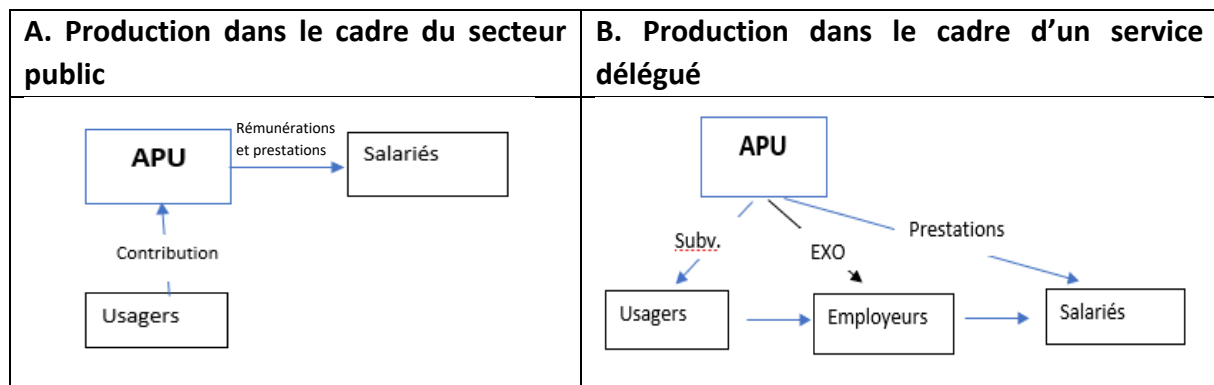 A. Production dans le cadre du secteur
public
B. Production dans le cadre d’un service
délégué
APU
Rémunérations
et prestations
Salariés
Contribution
Usagers
APU
Subv.
EXO
Prestations
Usagers
Employeurs
Salariés